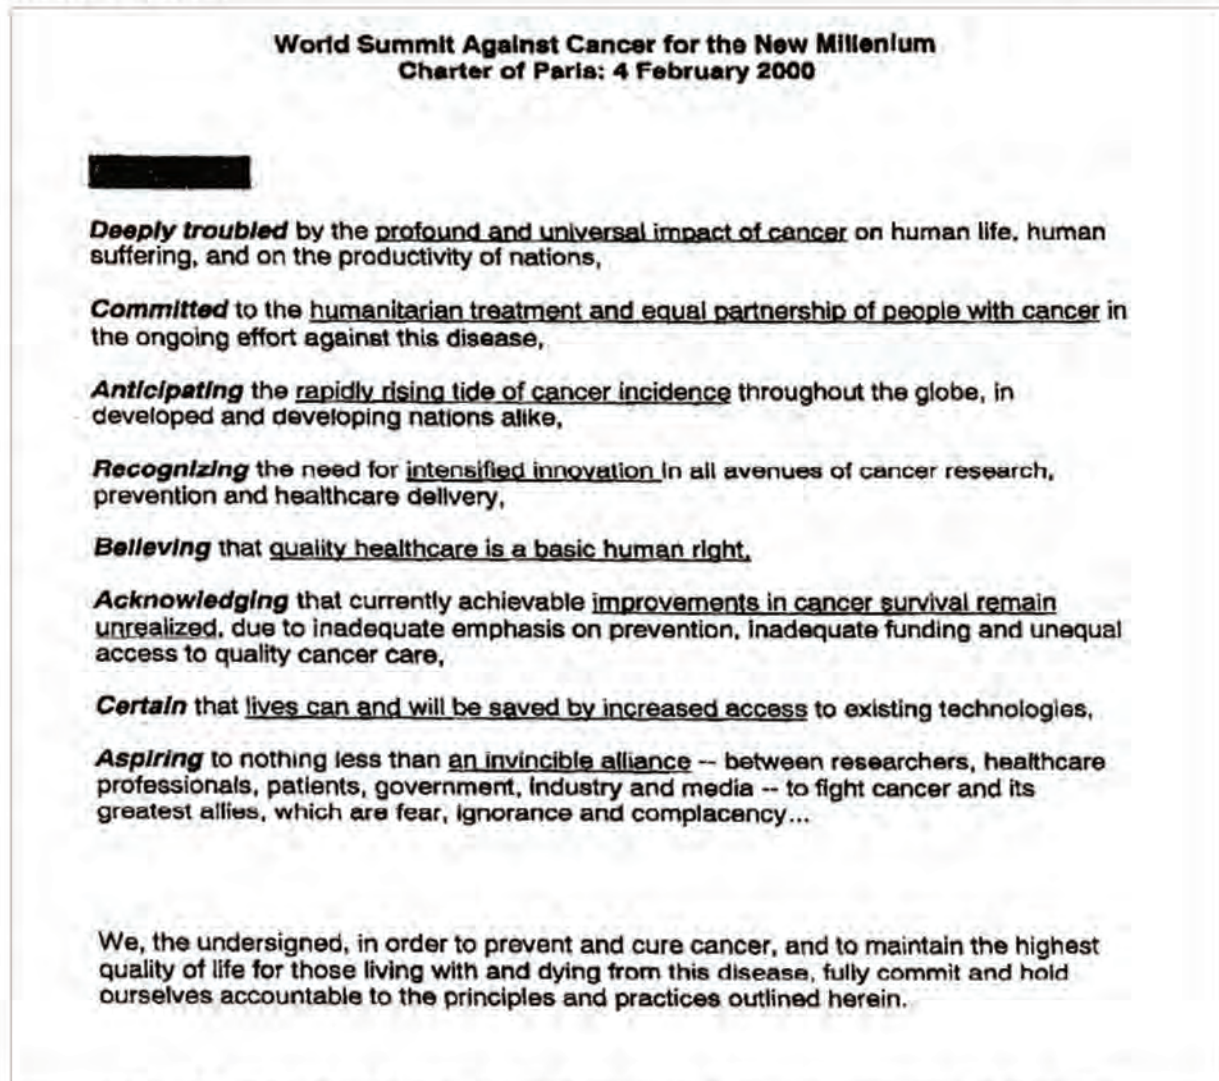 World Summit Against Cancer for the New Millenium
Charter of Paris: 4 February 2000
Deeply troubled by the profound and universal impact of cancer on human life, human
suffering, and on the productivity of nations,
Committed to the humanitarian treatment and equal partnership of people with cancer in
the ongoing effort against this disease,
Anticipating the rapidly rising tide of cancer incidence throughout the globe, in
developed and developing nations alike,
Recognizing the need for intensified innovation in all avenues of cancer research,
prevention and healthcare delivery,
Believing that quality healthcare is a basic human right,
Acknowledging that currently achievable improvements in cancer survival remain
unrealized, due to inadequate emphasis on prevention, inadequate funding and unequal
access to quality cancer care,
Certain that lives can and will be saved by increased access to existing technologies,
Aspiring to nothing less than an invincible alliance -- between researchers, healthcare
professionals, patients, government, industry and media -- to fight cancer and its
greatest allies, which are fear, ignorance and complacency...
We, the undersigned, in order to prevent and cure cancer, and to maintain the highest
quality of life for those living with and dying from this disease, fully commit and hold
ourselves accountable to the principles and practices outlined herein.